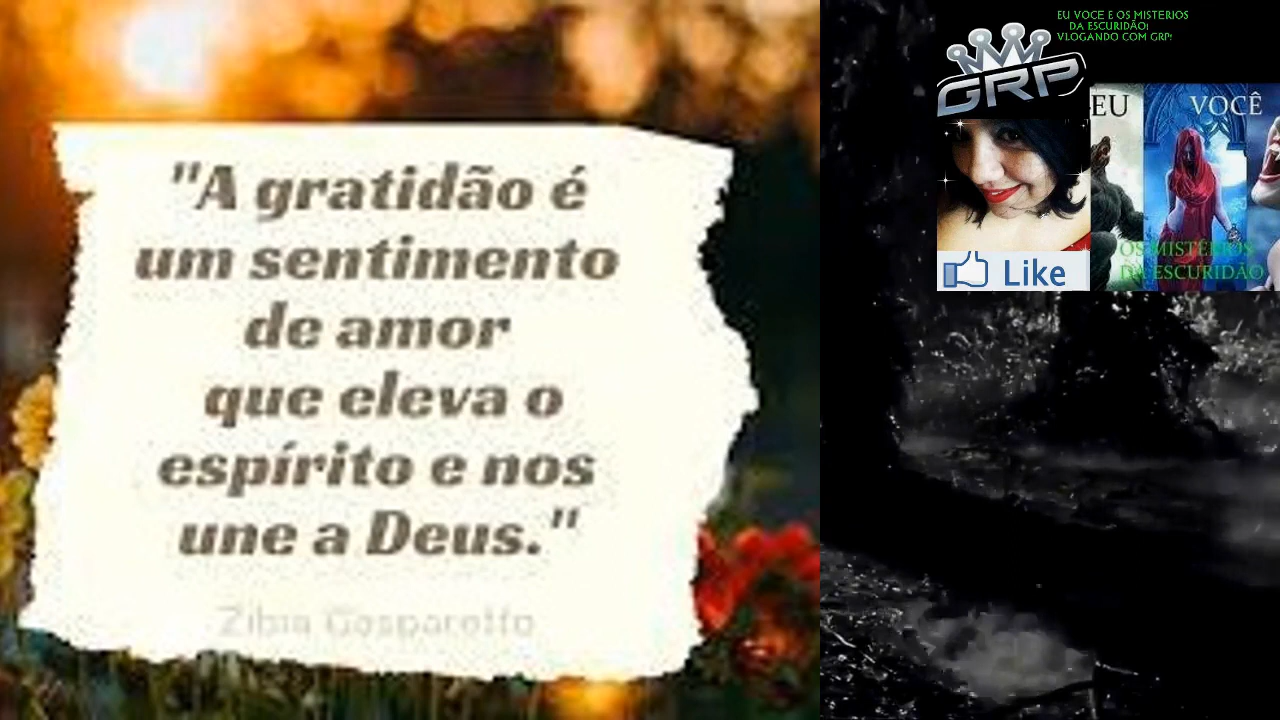 "A gratidão é
um sentimento
de amor
que eleva o
espírito e nos
une a Deus."
Zibia Gasparetto
EU VOCE E OS MISTERIOS
DA ESCURIDÃO!
VLOGANDO COM GRP!
GRP
EU VOCÊ
OS MISTÉRIOS
DA ESCURIDÃO
Like